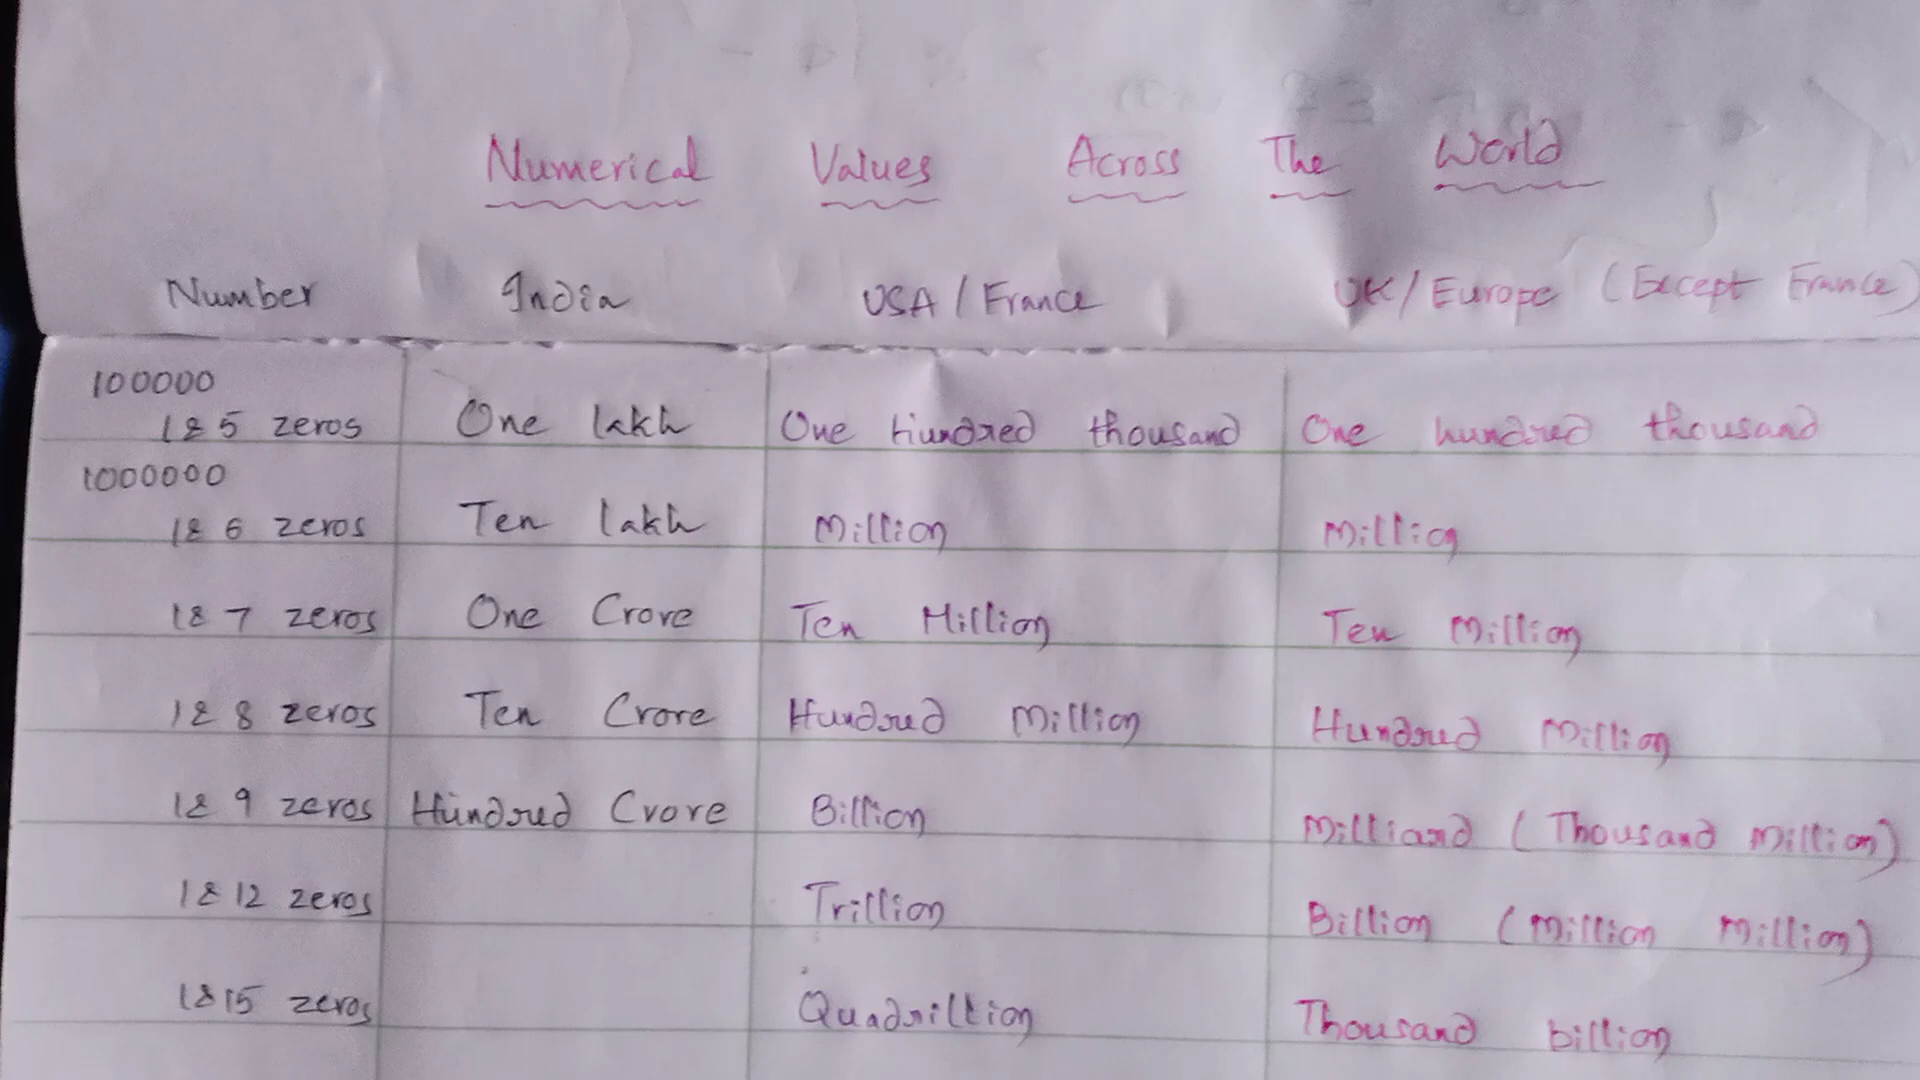 Numerical Values Across The World
Number India USA / France UK / Europe (Except France)
100000
1 & 5 zeros One lakh One hundred thousand One hundred thousand
1000000
1 & 6 zeros Ten lakh Million Million
1 & 7 zeros One Crore Ten Million Ten Million
1 & 8 zeros Ten Crore Hundred Million Hundred Million
1 & 9 zeros Hundred Crore Billion Milliard (Thousand Million)
1 & 12 zeros Trillion Billion (Million Million)
1 & 15 zeros Quadrillion Thousand billion